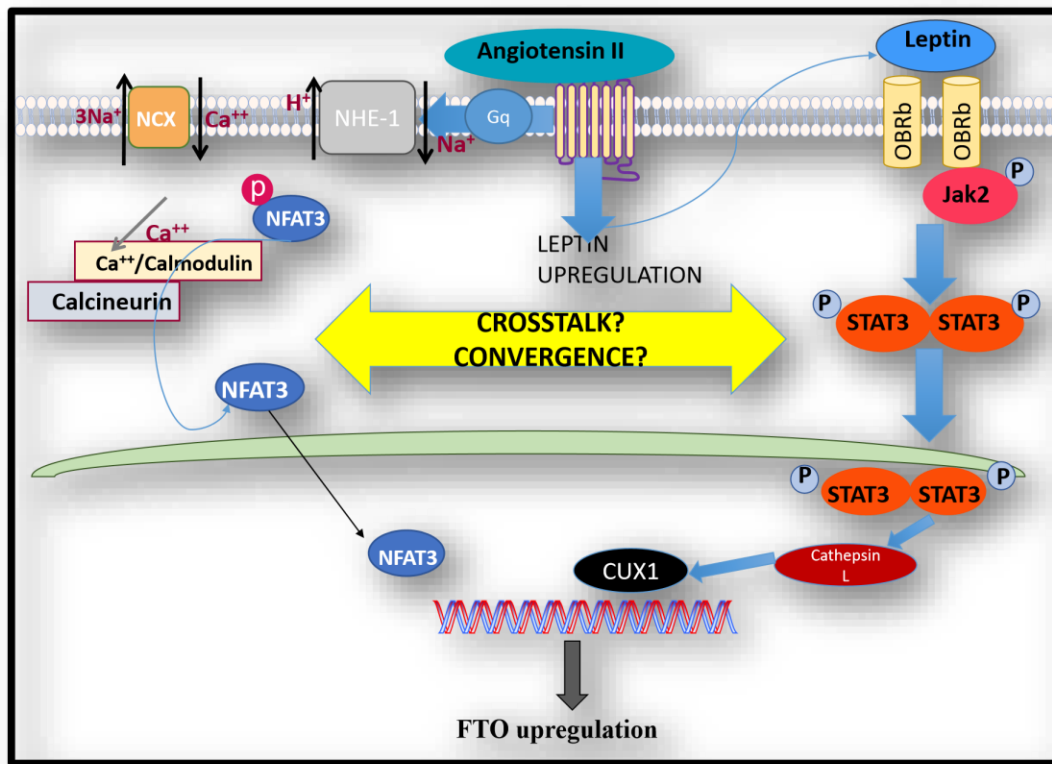 Angiotensin II
Leptin
3Na⁺
NCX
Ca⁺⁺
H⁺
NHE-1
Na⁺
Gq
OBRb
OBRb
P
Jak2
p
NFAT3
Ca⁺⁺
Ca⁺⁺/Calmodulin
Calcineurin
LEPTIN
UPREGULATION
CROSSTALK?
CONVERGENCE?
P
STAT3
STAT3
P
NFAT3
P
STAT3
STAT3
P
NFAT3
CUX1
Cathepsin
L
FTO upregulation